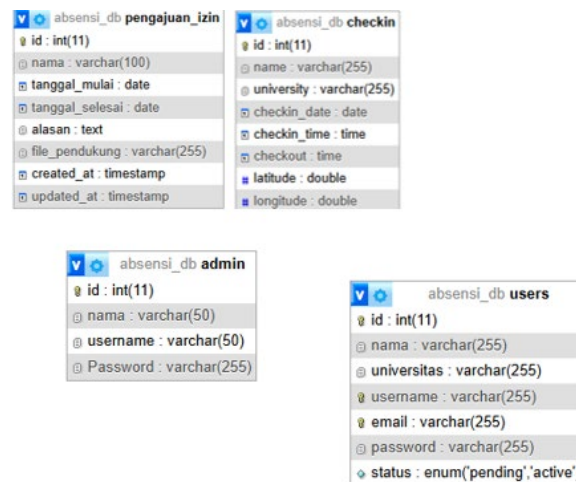 absensi_db pengajuan_izin
id : int(11)
nama : varchar(100)
tanggal_mulai : date
tanggal_selesai : date
alasan : text
file_pendukung : varchar(255)
created_at : timestamp
updated_at : timestamp
absensi_db checkin
id : int(11)
name : varchar(255)
university : varchar(255)
checkin_date : date
checkin_time : time
checkout : time
latitude : double
longitude : double
absensi_db admin
id : int(11)
nama : varchar(50)
username : varchar(50)
Password : varchar(255)
absensi_db users
id : int(11)
nama : varchar(255)
universitas : varchar(255)
username : varchar(255)
email : varchar(255)
password : varchar(255)
status : enum('pending','active'